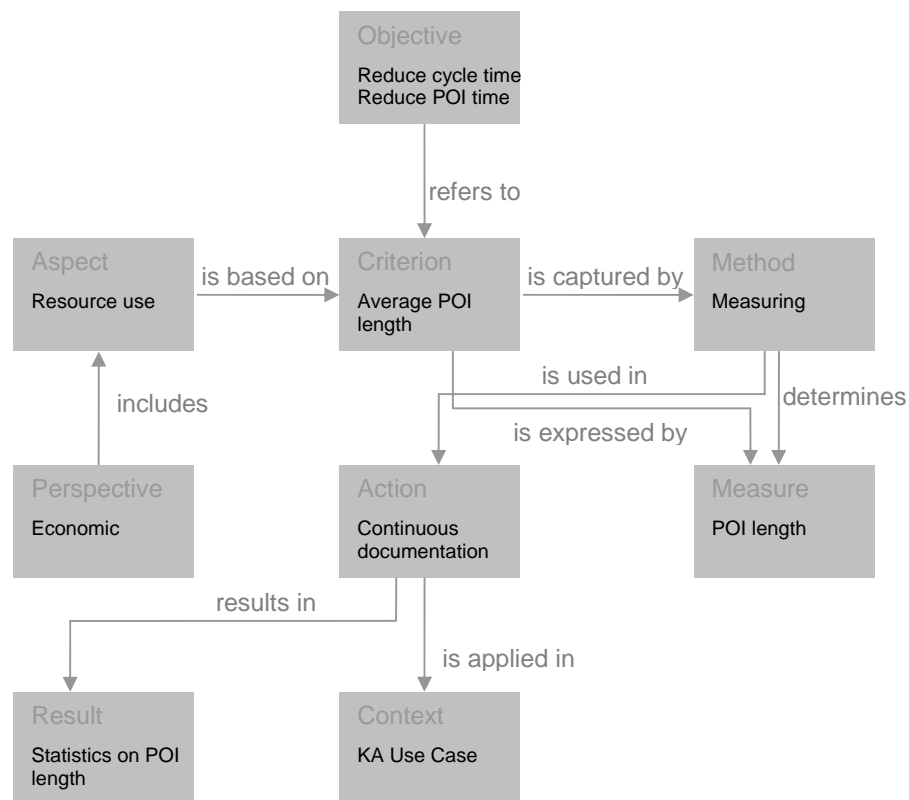 Objective
Reduce cycle time
Reduce POI time
refers to
Aspect
Resource use
is based on
Criterion
Average POI
length
is captured by
Method
Measuring
includes
is used in
is expressed by
determines
Perspective
Economic
Action
Continuous
documentation
Measure
POI length
results in
is applied in
Result
Statistics on POI
length
Context
KA Use Case